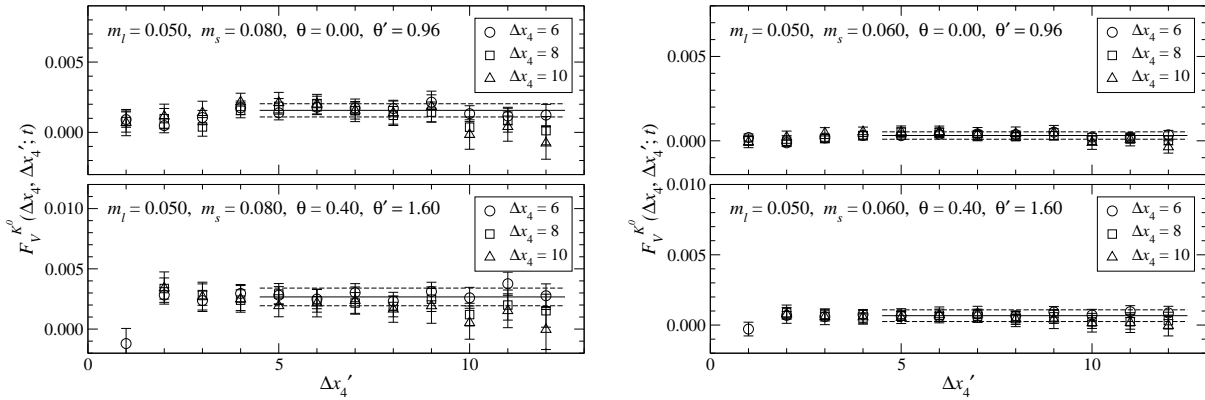 m_l = 0.050, m_s = 0.080, θ = 0.00, θ′ = 0.96
Δx_4 = 6
Δx_4 = 8
Δx_4 = 10
0.005
0.000
m_l = 0.050, m_s = 0.080, θ = 0.40, θ′ = 1.60
Δx_4 = 6
Δx_4 = 8
Δx_4 = 10
0.010
0.005
0.000
0 5 10
Δx_4′
F_V^{K^0}(Δx_4, Δx_4′; t)
m_l = 0.050, m_s = 0.060, θ = 0.00, θ′ = 0.96
Δx_4 = 6
Δx_4 = 8
Δx_4 = 10
0.005
0.000
m_l = 0.050, m_s = 0.060, θ = 0.40, θ′ = 1.60
Δx_4 = 6
Δx_4 = 8
Δx_4 = 10
0.010
0.005
0.000
0 5 10
Δx_4′
F_V^{K^0}(Δx_4, Δx_4′; t)